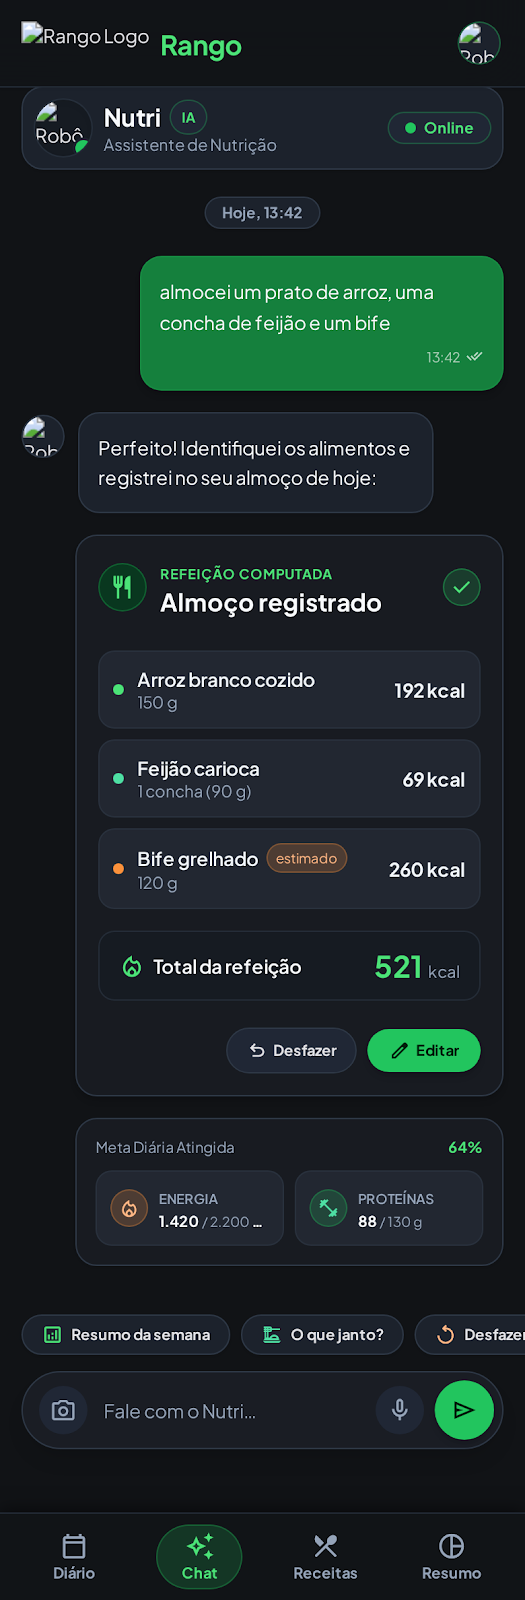 Rango Logo
Rango
Rob
Robô
Nutri IA
Assistente de Nutrição
Online
Hoje, 13:42
almocei um prato de arroz, uma
concha de feijão e um bife
13:42
Rob
Perfeito! Identifiquei os alimentos e
registrei no seu almoço de hoje:
REFEIÇÃO COMPUTADA
Almoço registrado
Arroz branco cozido
150 g
192 kcal
Feijão carioca
1 concha (90 g)
69 kcal
Bife grelhado estimado
120 g
260 kcal
Total da refeição 521 kcal
Desfazer Editar
Meta Diária Atingida 64%
ENERGIA
1.420 / 2.200 ...
PROTEÍNAS
88 / 130 g
Resumo da semana O que janto? Desfazer
Fale com o Nutri...
Diário Chat Receitas Resumo